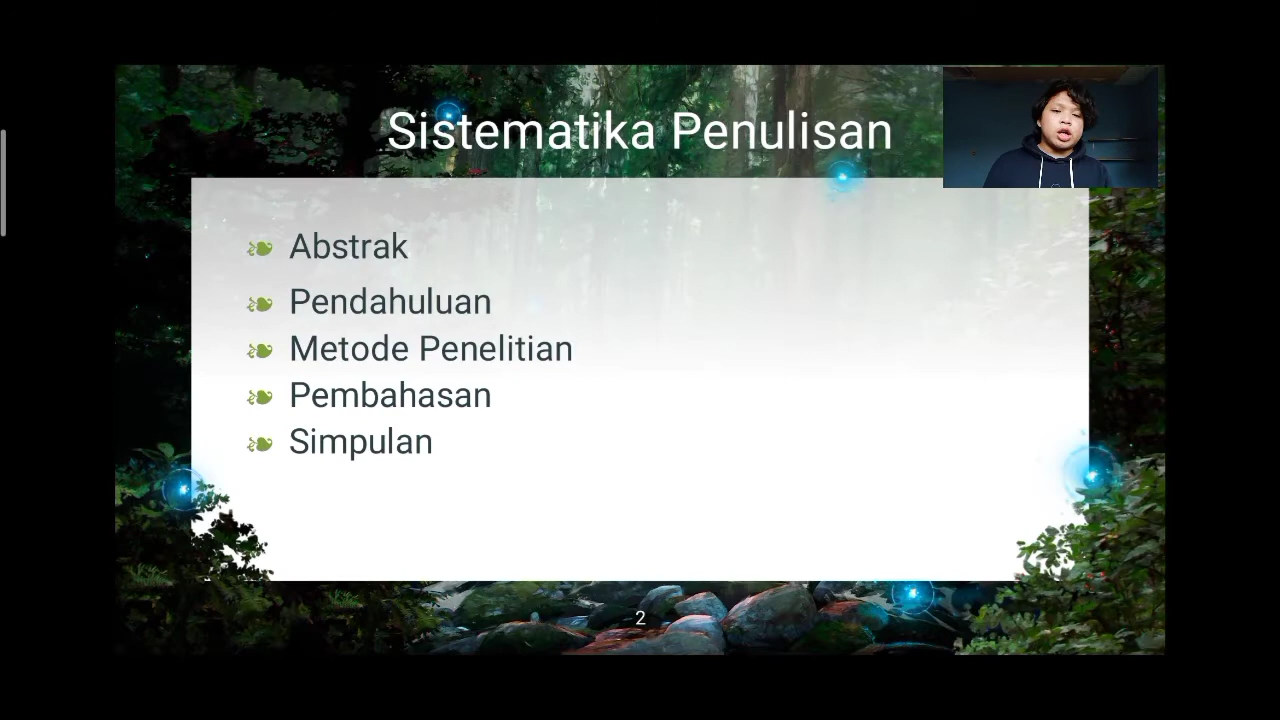 Sistematika Penulisan
Abstrak
Pendahuluan
Metode Penelitian
Pembahasan
Simpulan
2